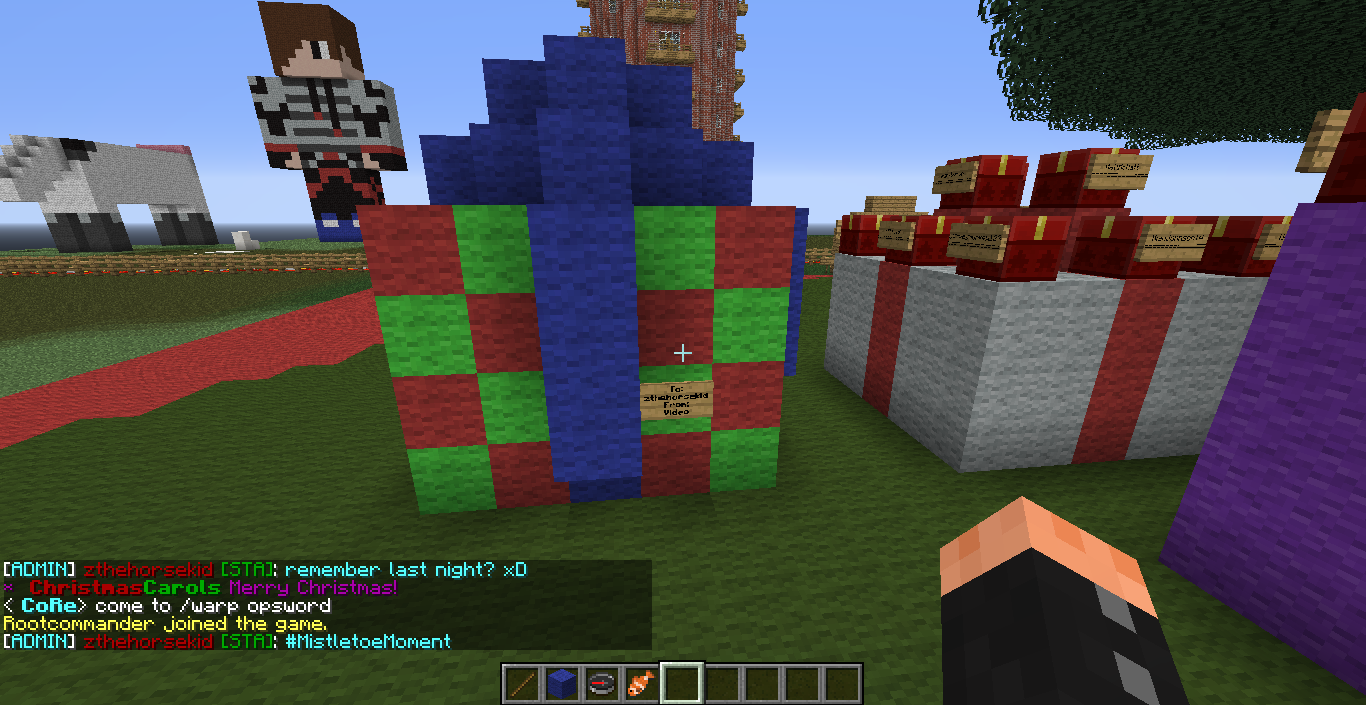 To:
zthehorsekid
From:
Video
[ADMIN] zthehorsekid [STA]: remember last night? xD
* ChristmasCarols Merry Christmas!
< CoRe> come to /warp opsword
Rootcommander joined the game.
[ADMIN] zthehorsekid [STA]: #MistletoeMoment